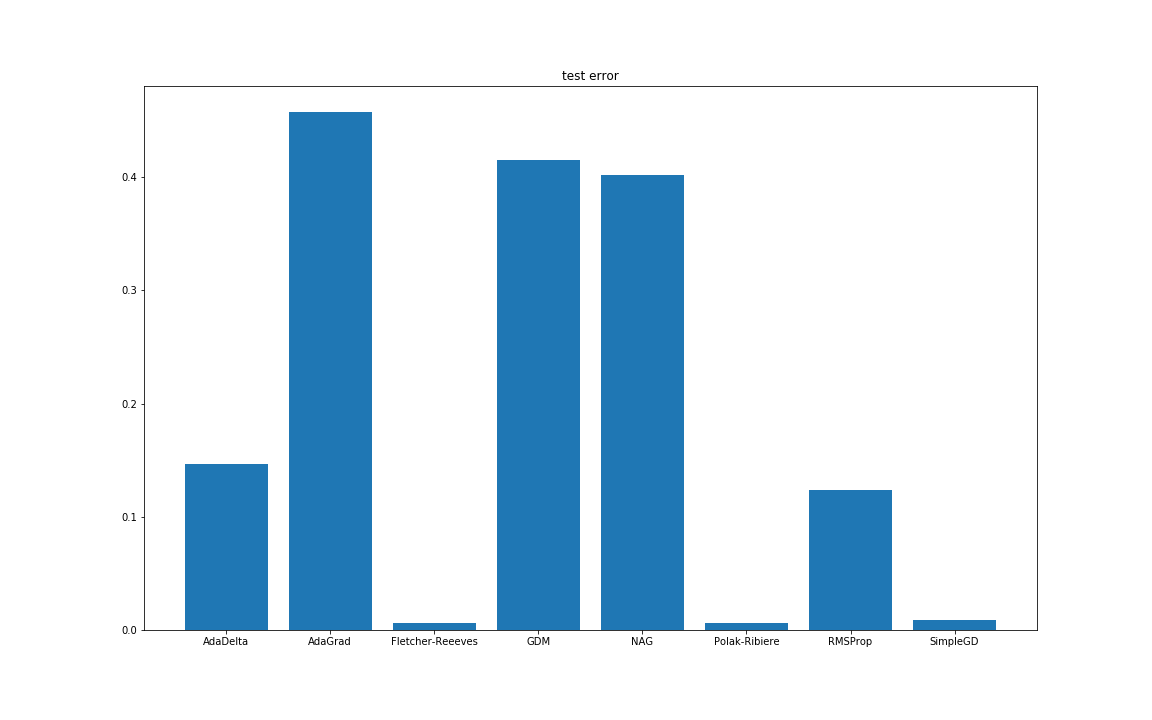 test error
0.4
0.3
0.2
0.1
0.0
AdaDelta AdaGrad Fletcher-Reeeves GDM NAG Polak-Ribiere RMSProp SimpleGD